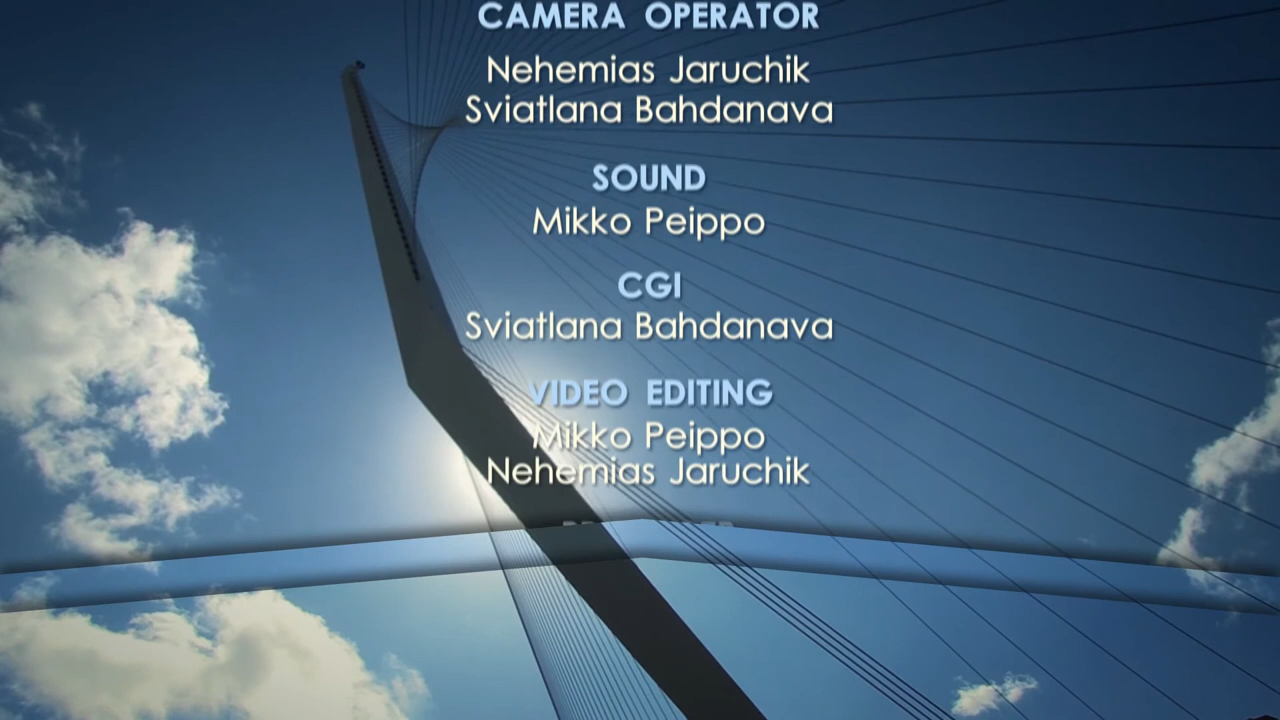 CAMERA OPERATOR
Nehemias Jaruchik
Sviatlana Bahdanava
SOUND
Mikko Peippo
CGI
Sviatlana Bahdanava
VIDEO EDITING
Mikko Peippo
Nehemias Jaruchik